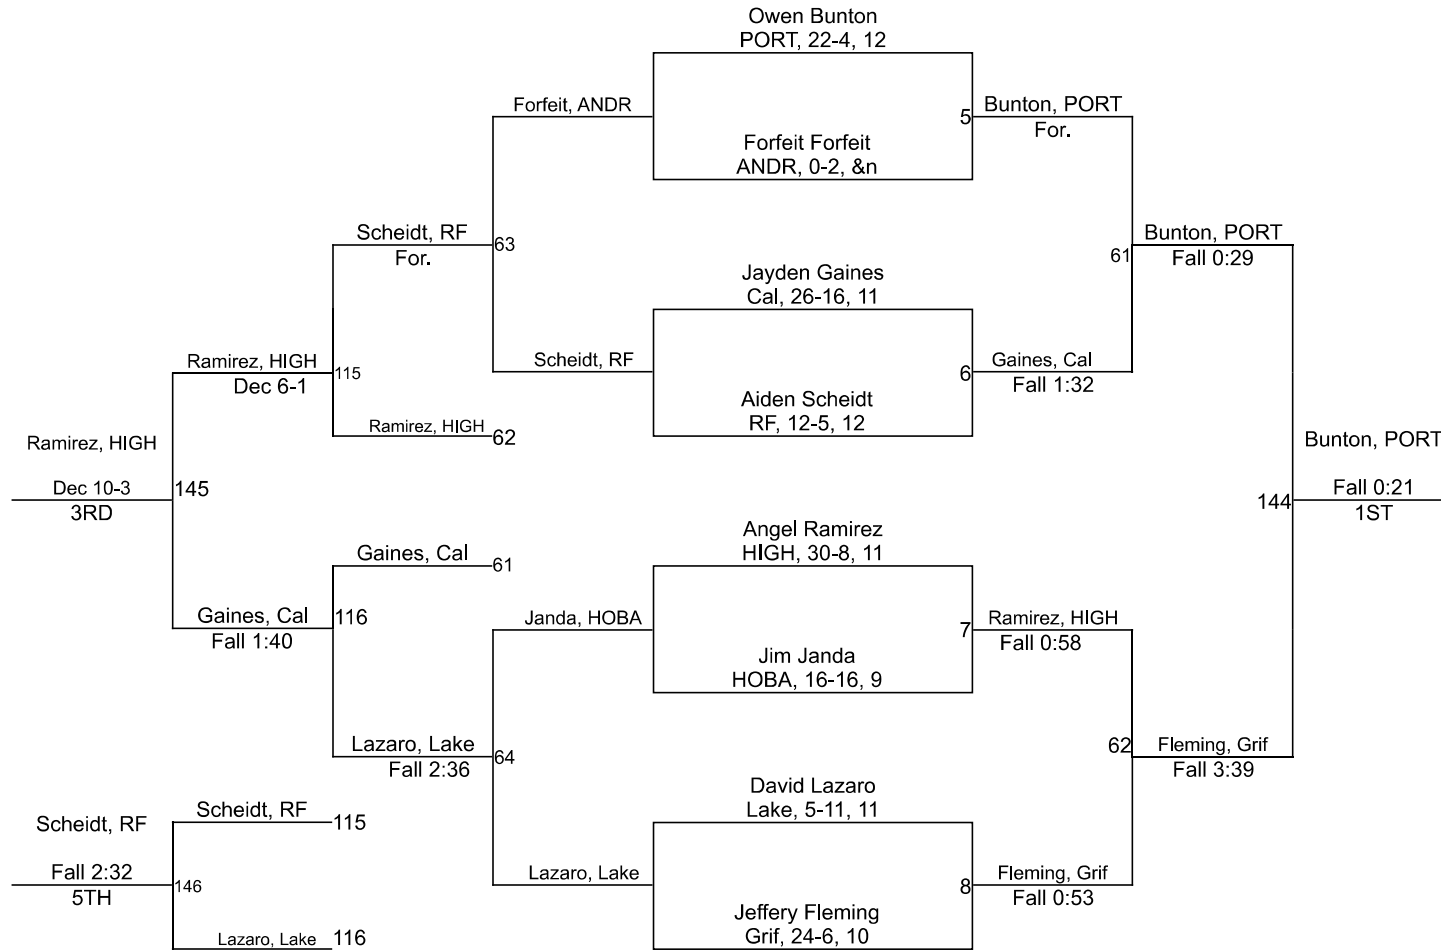 Owen Bunton
PORT, 22-4, 12
Forfeit, ANDR
5
Bunton, PORT
For.
Forfeit Forfeit
ANDR, 0-2, &n
Scheidt, RF
For.
63
Bunton, PORT
Fall 0:29
61
Jayden Gaines
Cal, 26-16, 11
Ramirez, HIGH
Dec 6-1
115
Scheidt, RF
6
Gaines, Cal
Fall 1:32
Aiden Scheidt
RF, 12-5, 12
Ramirez, HIGH
62
Ramirez, HIGH
Dec 10-3
3RD
145
Bunton, PORT
Fall 0:21
1ST
144
Angel Ramirez
HIGH, 30-8, 11
Gaines, Cal
61
Gaines, Cal
Fall 1:40
116
Janda, HOBA
7
Ramirez, HIGH
Fall 0:58
Jim Janda
HOBA, 16-16, 9
Lazaro, Lake
Fall 2:36
64
62
Fleming, Grif
Fall 3:39
David Lazaro
Lake, 5-11, 11
Scheidt, RF
115
Scheidt, RF
Fall 2:32
5TH
146
Lazaro, Lake
8
Fleming, Grif
Fall 0:53
Jeffery Fleming
Grif, 24-6, 10
Lazaro, Lake
116